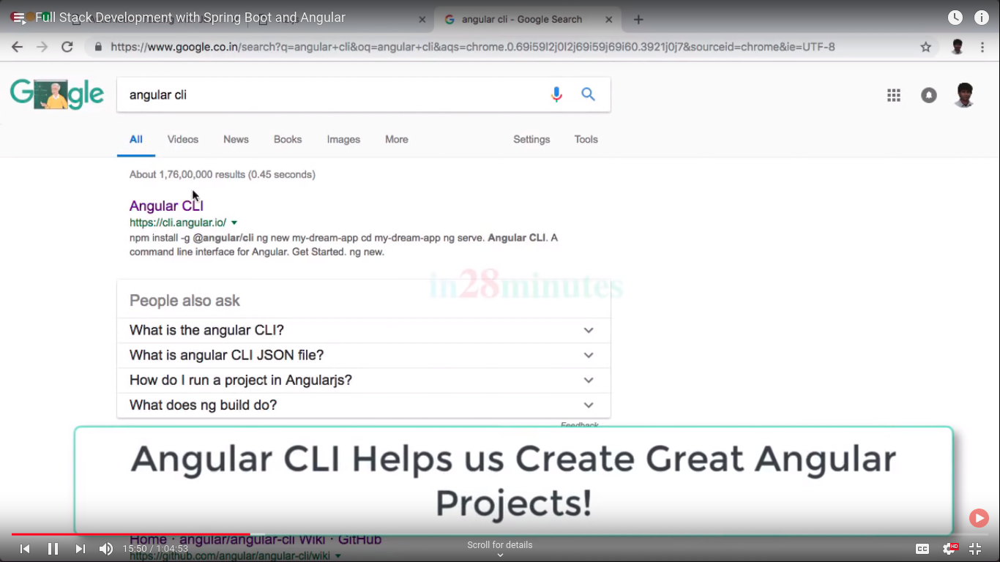 Full Stack Development with Spring Boot and Angular
angular cli - Google Search
https://www.google.co.in/search?q=angular+cli&oq=angular+cli&aqs=chrome.0.69i59l2j0l2j69i59j69i60.3921j0j7&sourceid=chrome&ie=UTF-8
Google
angular cli
All Videos News Books Images More Settings Tools
About 1,76,00,000 results (0.45 seconds)
Angular CLI
https://cli.angular.io/
npm install -g @angular/cli ng new my-dream-app cd my-dream-app ng serve. Angular CLI. A
command line interface for Angular. Get Started. ng new.
in28minutes
People also ask
What is the angular CLI?
What is angular CLI JSON file?
How do I run a project in Angularjs?
What does ng build do?
Feedback
Angular CLI Helps us Create Great Angular
Projects!
Home · angular/angular-cli Wiki · GitHub
https://github.com/angular/angular-cli/wiki
15:50 / 1:04:53
Scroll for details
CC
HD